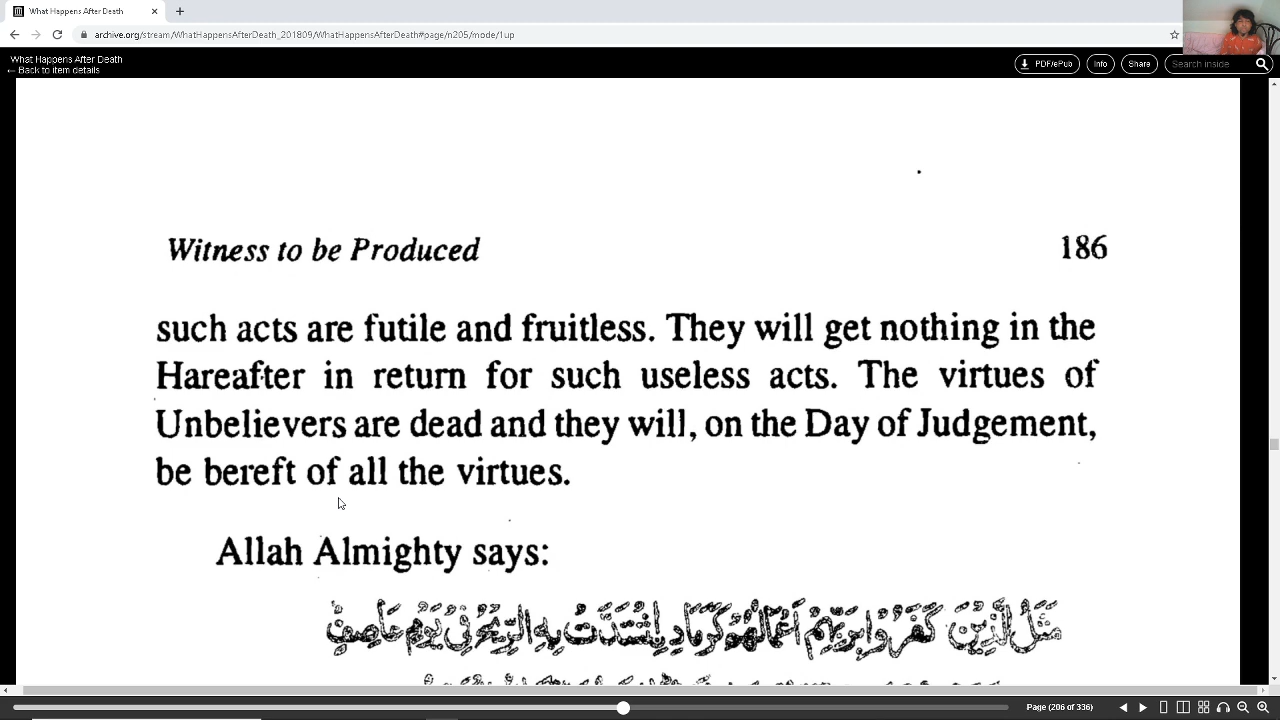 What Happens After Death
archive.org/stream/WhatHappensAfterDeath_201809/WhatHappensAfterDeath#page/n205/mode/1up
What Happens After Death
← Back to item details
PDF/ePub
Info
Share
Search inside
Witness to be Produced
186
such acts are futile and fruitless. They will get nothing in the
Hareafter in return for such useless acts. The virtues of
Unbelievers are dead and they will, on the Day of Judgement,
be bereft of all the virtues.
Allah Almighty says:
مَثَلُ الَّذِيْنَ كَفَرُوْا بِرَبِّهِمْ اَعْمَالُهُمْ كَرَمَادِ اِشْتَدَّتْ بِهِ الرِّيْحُ فِيْ يَوْمٍ عَاصِفٍ
Page (206 of 336)